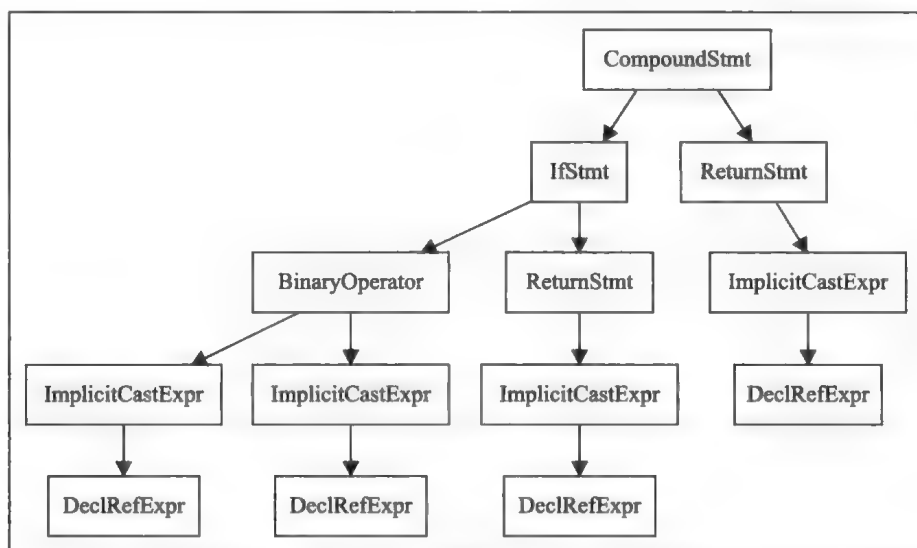 CompoundStmt
IfStmt
ReturnStmt
BinaryOperator
ReturnStmt
ImplicitCastExpr
ImplicitCastExpr
ImplicitCastExpr
ImplicitCastExpr
DeclRefExpr
DeclRefExpr
DeclRefExpr
DeclRefExpr